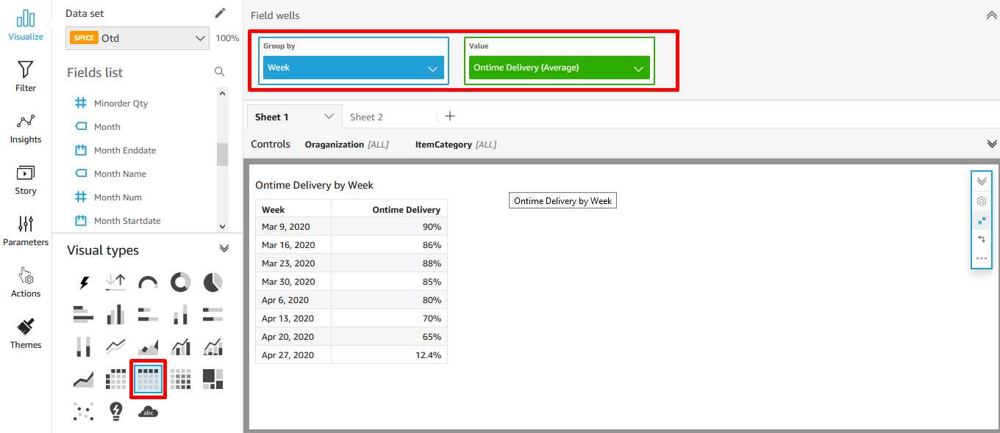 Visualize
Filter
Insights
Story
Parameters
Actions
Themes
Data set
SPICE Otd
100%
Fields list
Minorder Qty
Month
Month Enddate
Month Name
Month Num
Month Startdate
Visual types
abc
Field wells
Group by
Week
Value
Ontime Delivery (Average)
Sheet 1
Sheet 2
Controls Oraganization [ALL] ItemCategory [ALL]
Ontime Delivery by Week
Ontime Delivery by Week
Week Ontime Delivery
Mar 9, 2020 90%
Mar 16, 2020 86%
Mar 23, 2020 88%
Mar 30, 2020 85%
Apr 6, 2020 80%
Apr 13, 2020 70%
Apr 20, 2020 65%
Apr 27, 2020 12.4%